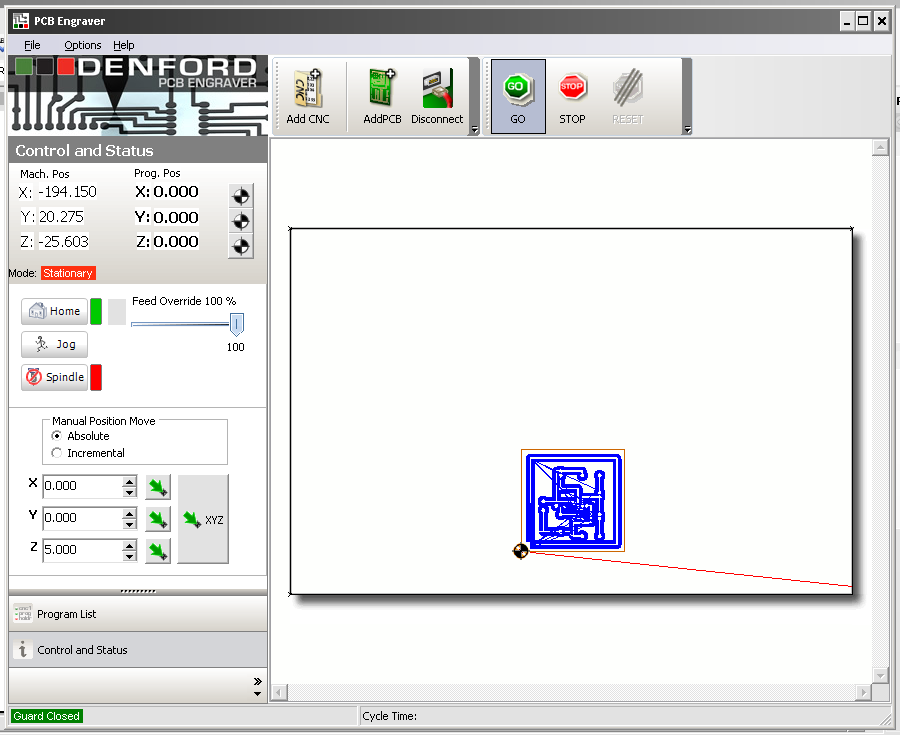 PCB Engraver
File Options Help
DENFORD
PCB ENGRAVER
CNC
Add CNC
AddPCB
Disconnect
GO
GO
STOP
STOP
RESET
Control and Status
Mach. Pos Prog. Pos
X: -194.150 X: 0.000
Y: 20.275 Y: 0.000
Z: -25.603 Z: 0.000
Mode: Stationary
Home
Feed Override 100 %
Jog
100
Spindle
Manual Position Move
Absolute
Incremental
X 0.000
Y 0.000
XYZ
Z 5.000
Program List
Control and Status
Guard Closed
Cycle Time: